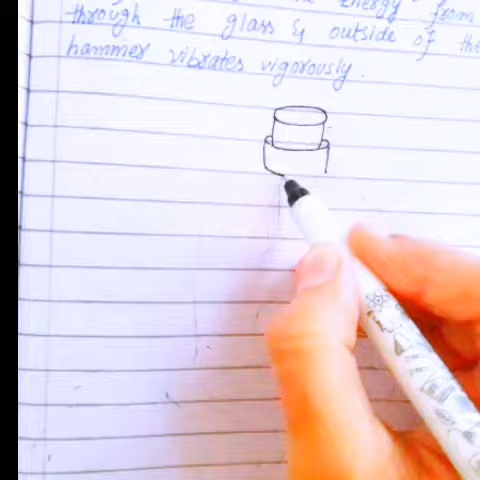 Energy from
through the glass & outside of the
hammer vibrates vigorously.